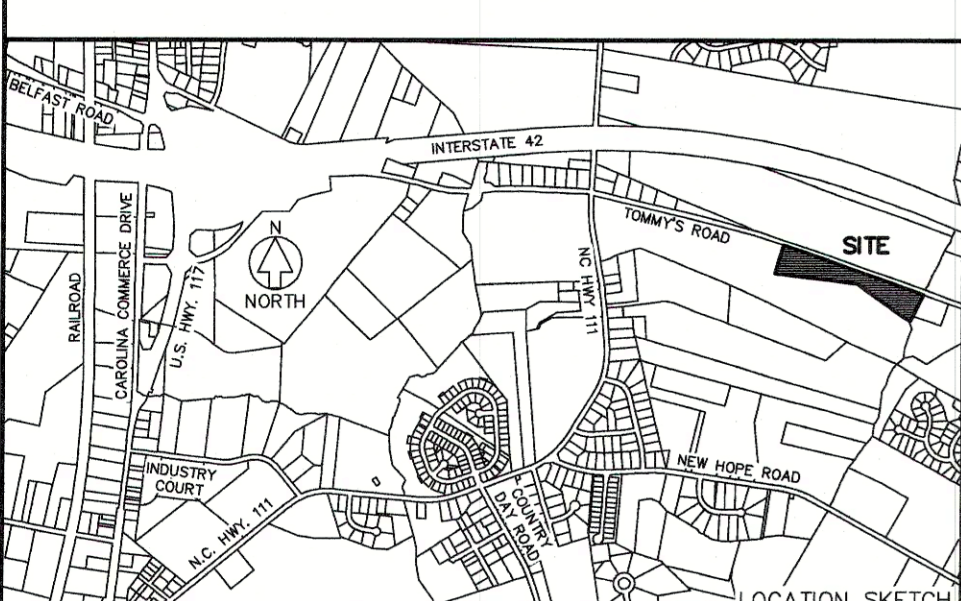 BELFAST ROAD
INTERSTATE 42
TOMMY'S ROAD
SITE
N
NORTH
RAILROAD
CAROLINA COMMERCE DRIVE
U.S. HWY. 117
NC HWY 111
INDUSTRY
COURT
N.C. HWY. 111
COUNTRY
DAY ROAD
NEW HOPE ROAD
LOCATION SKETCH